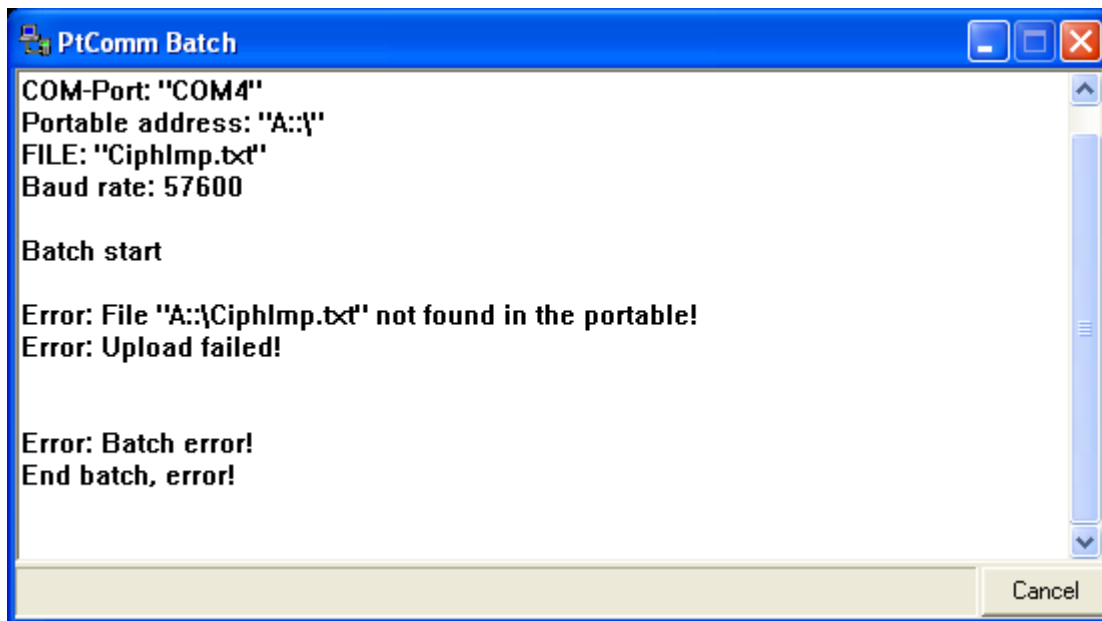 PtComm Batch
COM-Port: "COM4"
Portable address: "A::\"
FILE: "CiphImp.txt"
Baud rate: 57600
Batch start
Error: File "A::\CiphImp.txt" not found in the portable!
Error: Upload failed!
Error: Batch error!
End batch, error!
Cancel